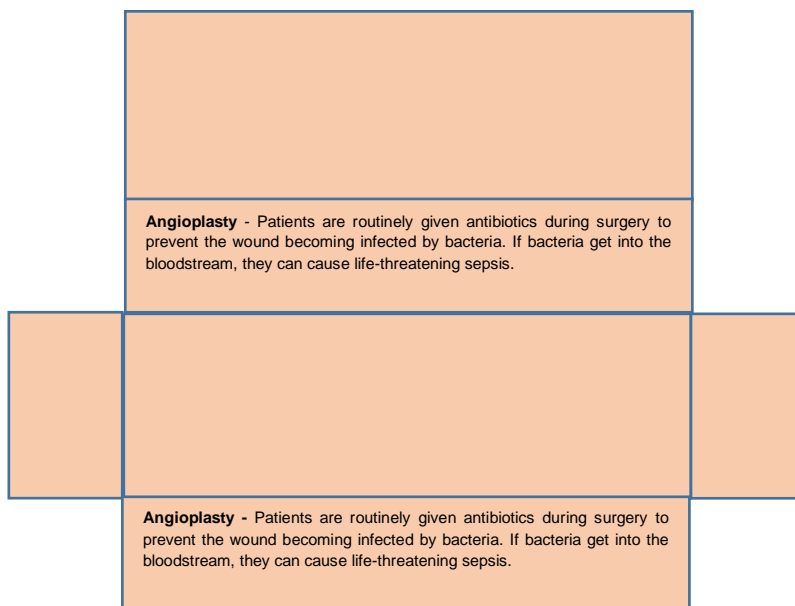 Angioplasty - Patients are routinely given antibiotics during surgery to
prevent the wound becoming infected by bacteria. If bacteria get into the
bloodstream, they can cause life-threatening sepsis.
Angioplasty - Patients are routinely given antibiotics during surgery to
prevent the wound becoming infected by bacteria. If bacteria get into the
bloodstream, they can cause life-threatening sepsis.